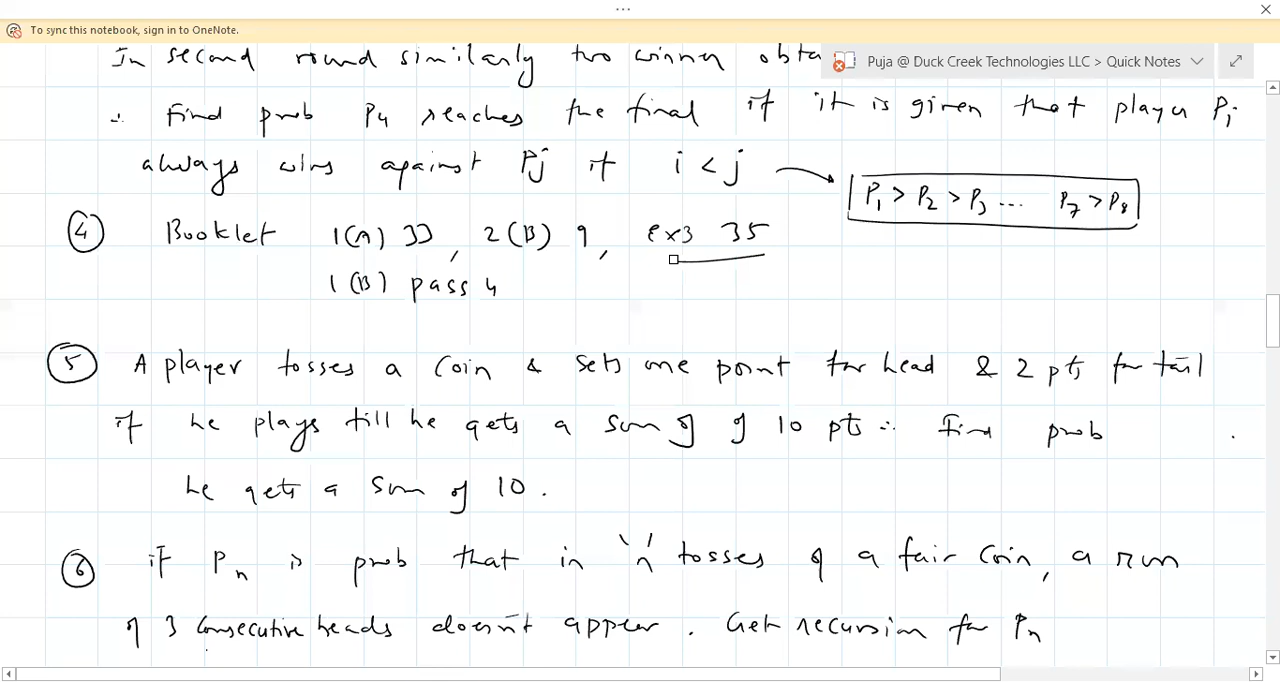 To sync this notebook, sign in to OneNote.
Puja @ Duck Creek Technologies LLC > Quick Notes
In second round similarly two winner obta
∴ Find prob P4 reaches the final if it is given that player Pi
always wins against Pj if i < j
P1 > P2 > P3 ... P7 > P8
(4) Booklet 1(A) 33, 2(B) 9, ex3 35
1(B) pass 4
(5) A player tosses a coin & sets one point for head & 2 pts for tail
if he plays till he gets a sum of of 10 pts ∴ Find prob
he gets a sum of 10.
(6) if Pn is prob that in 'n' tosses of a fair coin, a run
of 3 consecutive heads doesn't appear. Get recursion for Pn